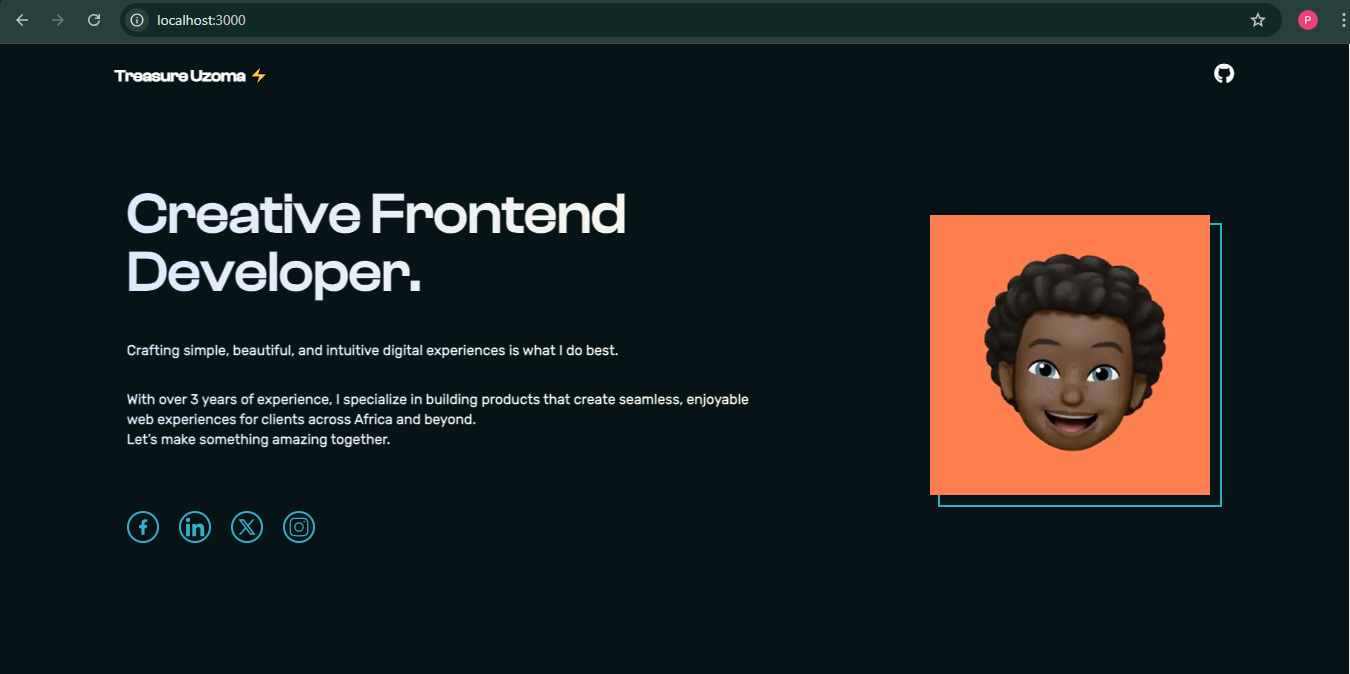 localhost:3000
P
Treasure Uzoma ⚡
Creative Frontend
Developer.
Crafting simple, beautiful, and intuitive digital experiences is what I do best.
With over 3 years of experience, I specialize in building products that create seamless, enjoyable
web experiences for clients across Africa and beyond.
Let's make something amazing together.